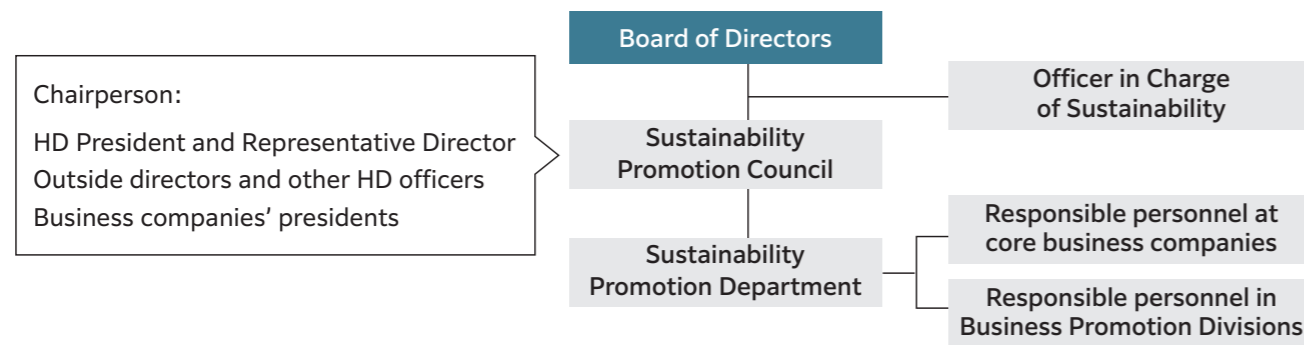 Board of Directors
Officer in Charge
of Sustainability
Chairperson:
HD President and Representative Director
Outside directors and other HD officers
Business companies’ presidents
Sustainability
Promotion Council
Sustainability
Promotion Department
Responsible personnel at
core business companies
Responsible personnel in
Business Promotion Divisions